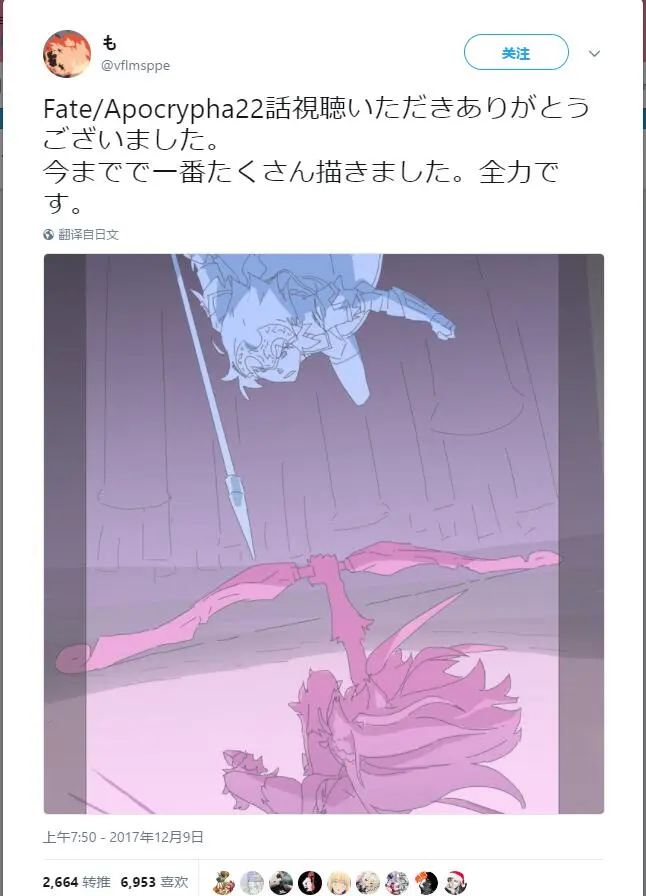 も
@vflmsppe
关注
Fate/Apocrypha22話視聴いただきありがとう
ございました。
今までで一番たくさん描きました。全力で
す。
翻译自日文
上午7:50 - 2017年12月9日
2,664 转推 6,953 喜欢